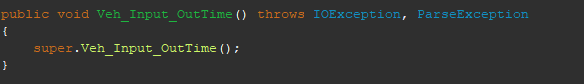 public void Veh_Input_OutTime() throws IOException, ParseException
{
    super.Veh_Input_OutTime();
}